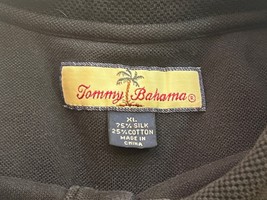 Tommy Bahama®
XL
75% SILK
25% COTTON
MADE IN
CHINA